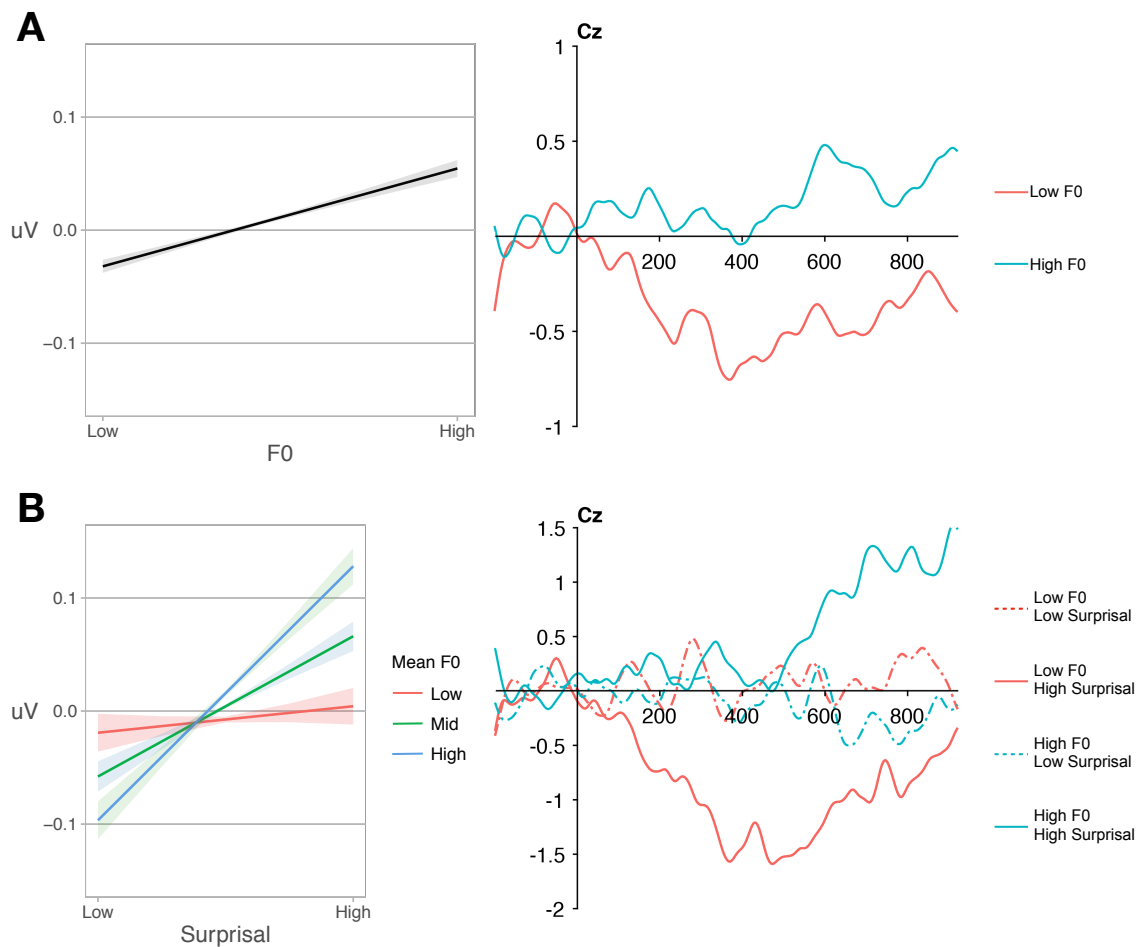 A
uV
0.1
0.0
−0.1
Low
High
F0
Cz
1
0.5
-0.5
-1
200
400
600
800
Low F0
High F0
B
uV
0.1
0.0
−0.1
Low
High
Surprisal
Mean F0
Low
Mid
High
Cz
1.5
1
0.5
-0.5
-1
-1.5
-2
200
400
600
800
Low F0
Low Surprisal
Low F0
High Surprisal
High F0
Low Surprisal
High F0
High Surprisal